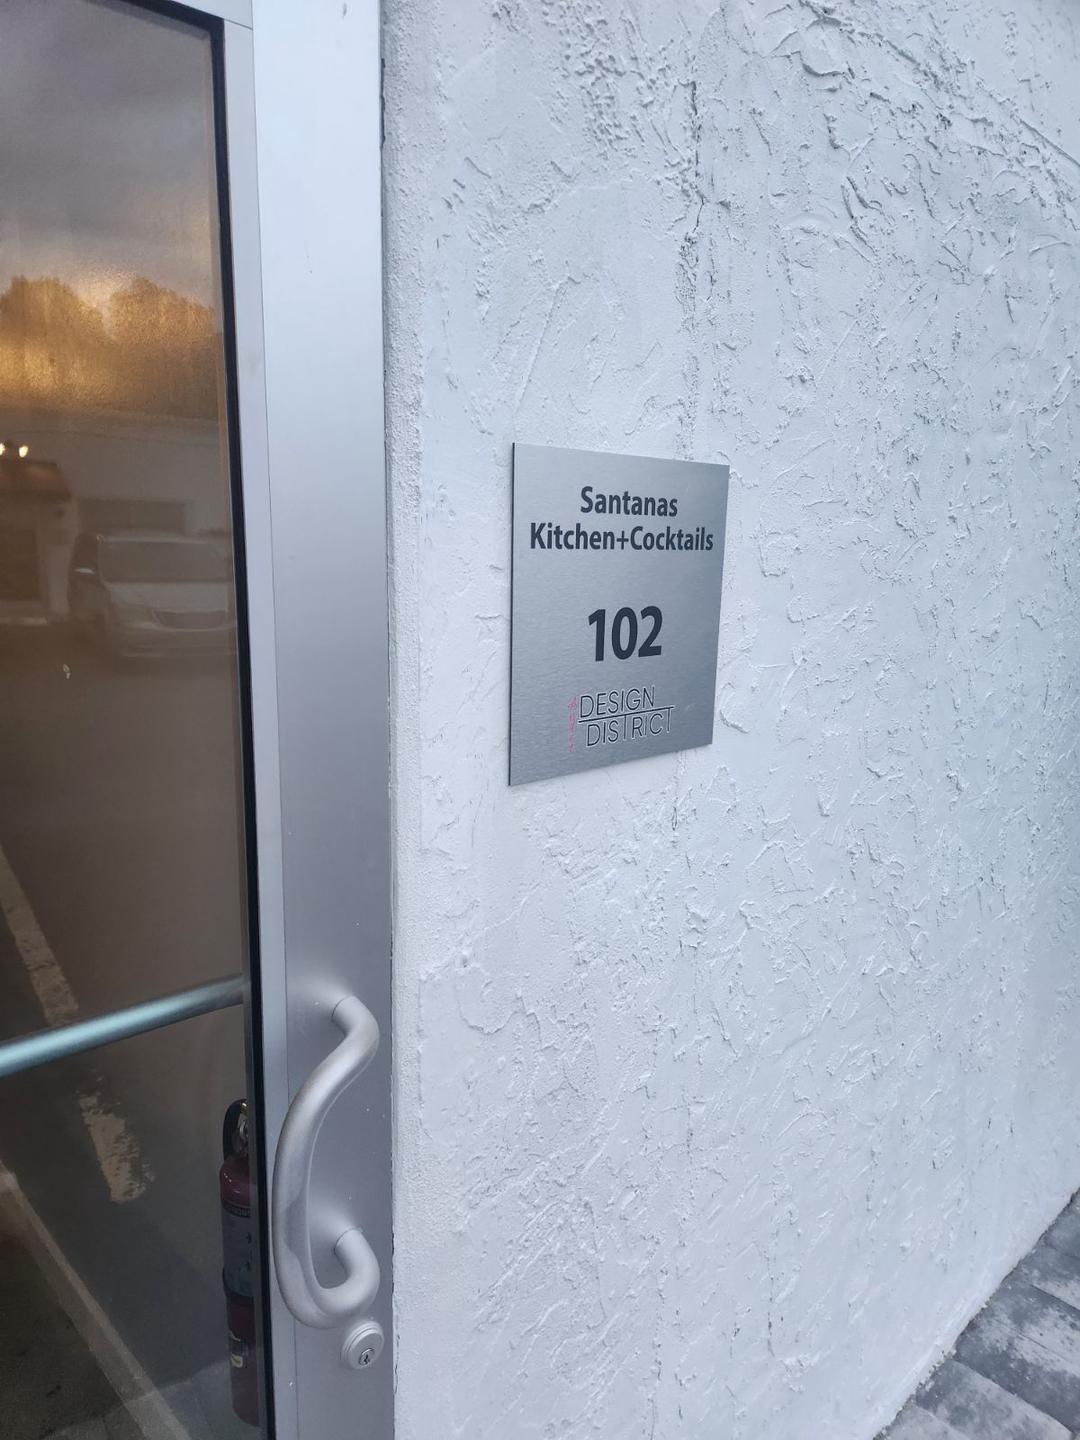 Santanas
Kitchen+Cocktails
102
DESIGN
DISTRICT